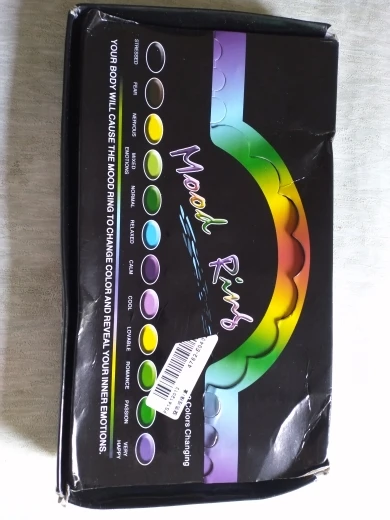 Mood Ring
Colors Changing
STRESSED
FEAR
NERVOUS
MIXED
EMOTIONS
NORMAL
RELAXED
CALM
COOL
LOVABLE
ROMANCE
PASSION
VERY
HAPPY
YOUR BODY WILL CAUSE THE MOOD RING TO CHANGE COLOR AND REVEAL YOUR INNER EMOTIONS.